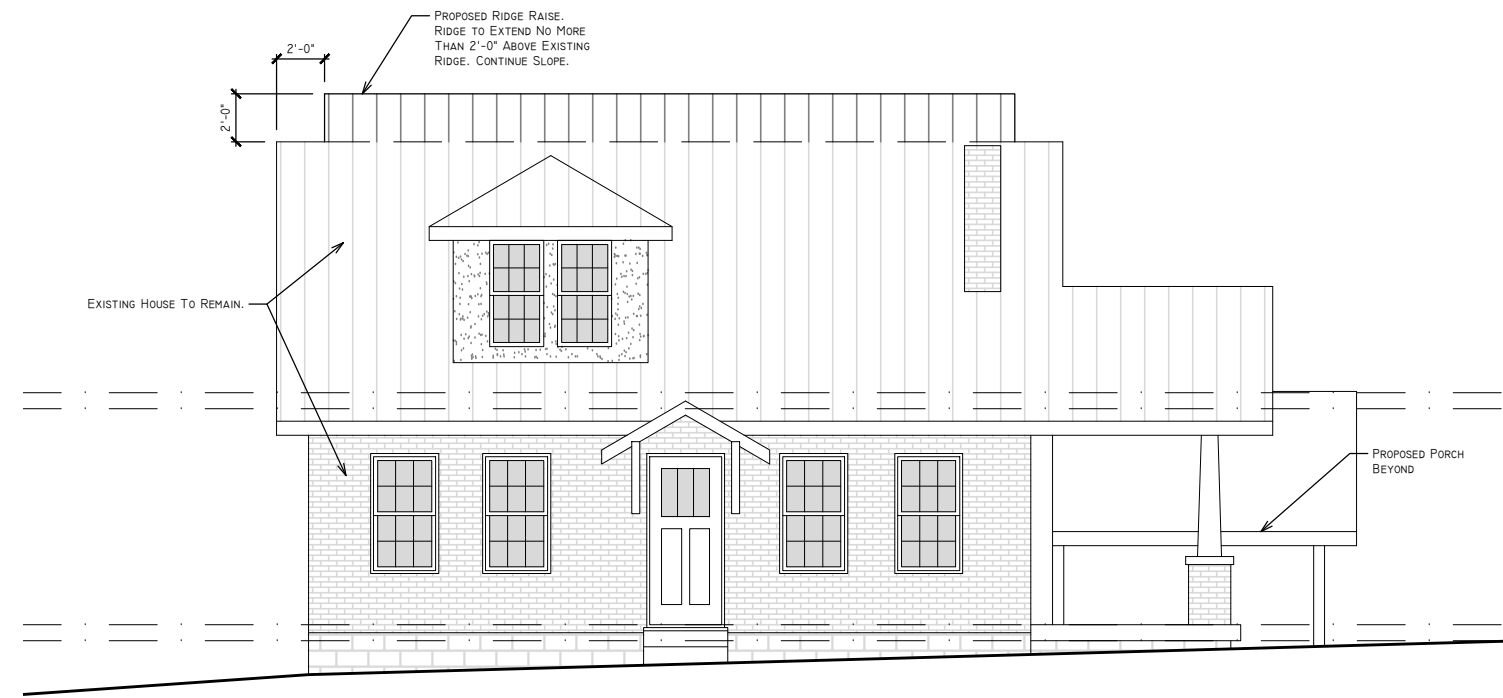 Proposed Ridge Raise.
Ridge to Extend No More
Than 2'-0" Above Existing
Ridge. Continue Slope.
2'-0"
2'-0"
Existing House To Remain.
Proposed Porch
Beyond